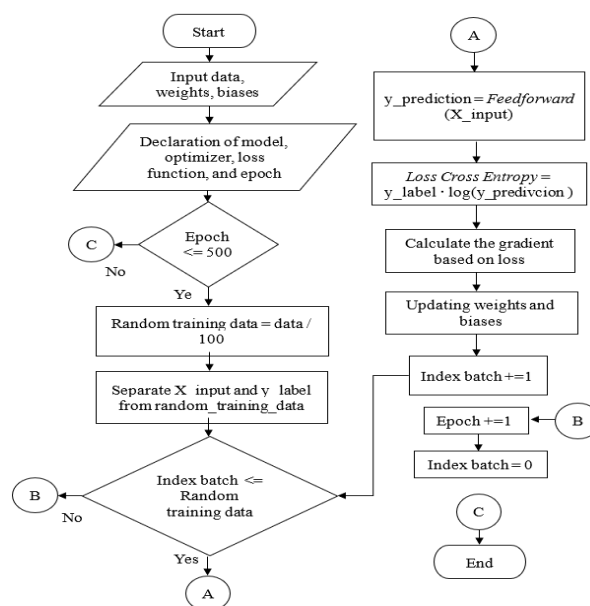 Start
Input data,
weights, biases
Declaration of model,
optimizer, loss
function, and epoch
Epoch
<= 500
C
No
Ye
Random training data = data /
100
Separate X input and y label
from random_training_data
Index batch <=
Random
training data
B
No
Yes
A
A
y_prediction = Feedforward
(X_input)
Loss Cross Entropy =
y_label · log(y_predivcion )
Calculate the gradient
based on loss
Updating weights and
biases
Index batch +=1
Epoch +=1
B
Index batch = 0
C
End